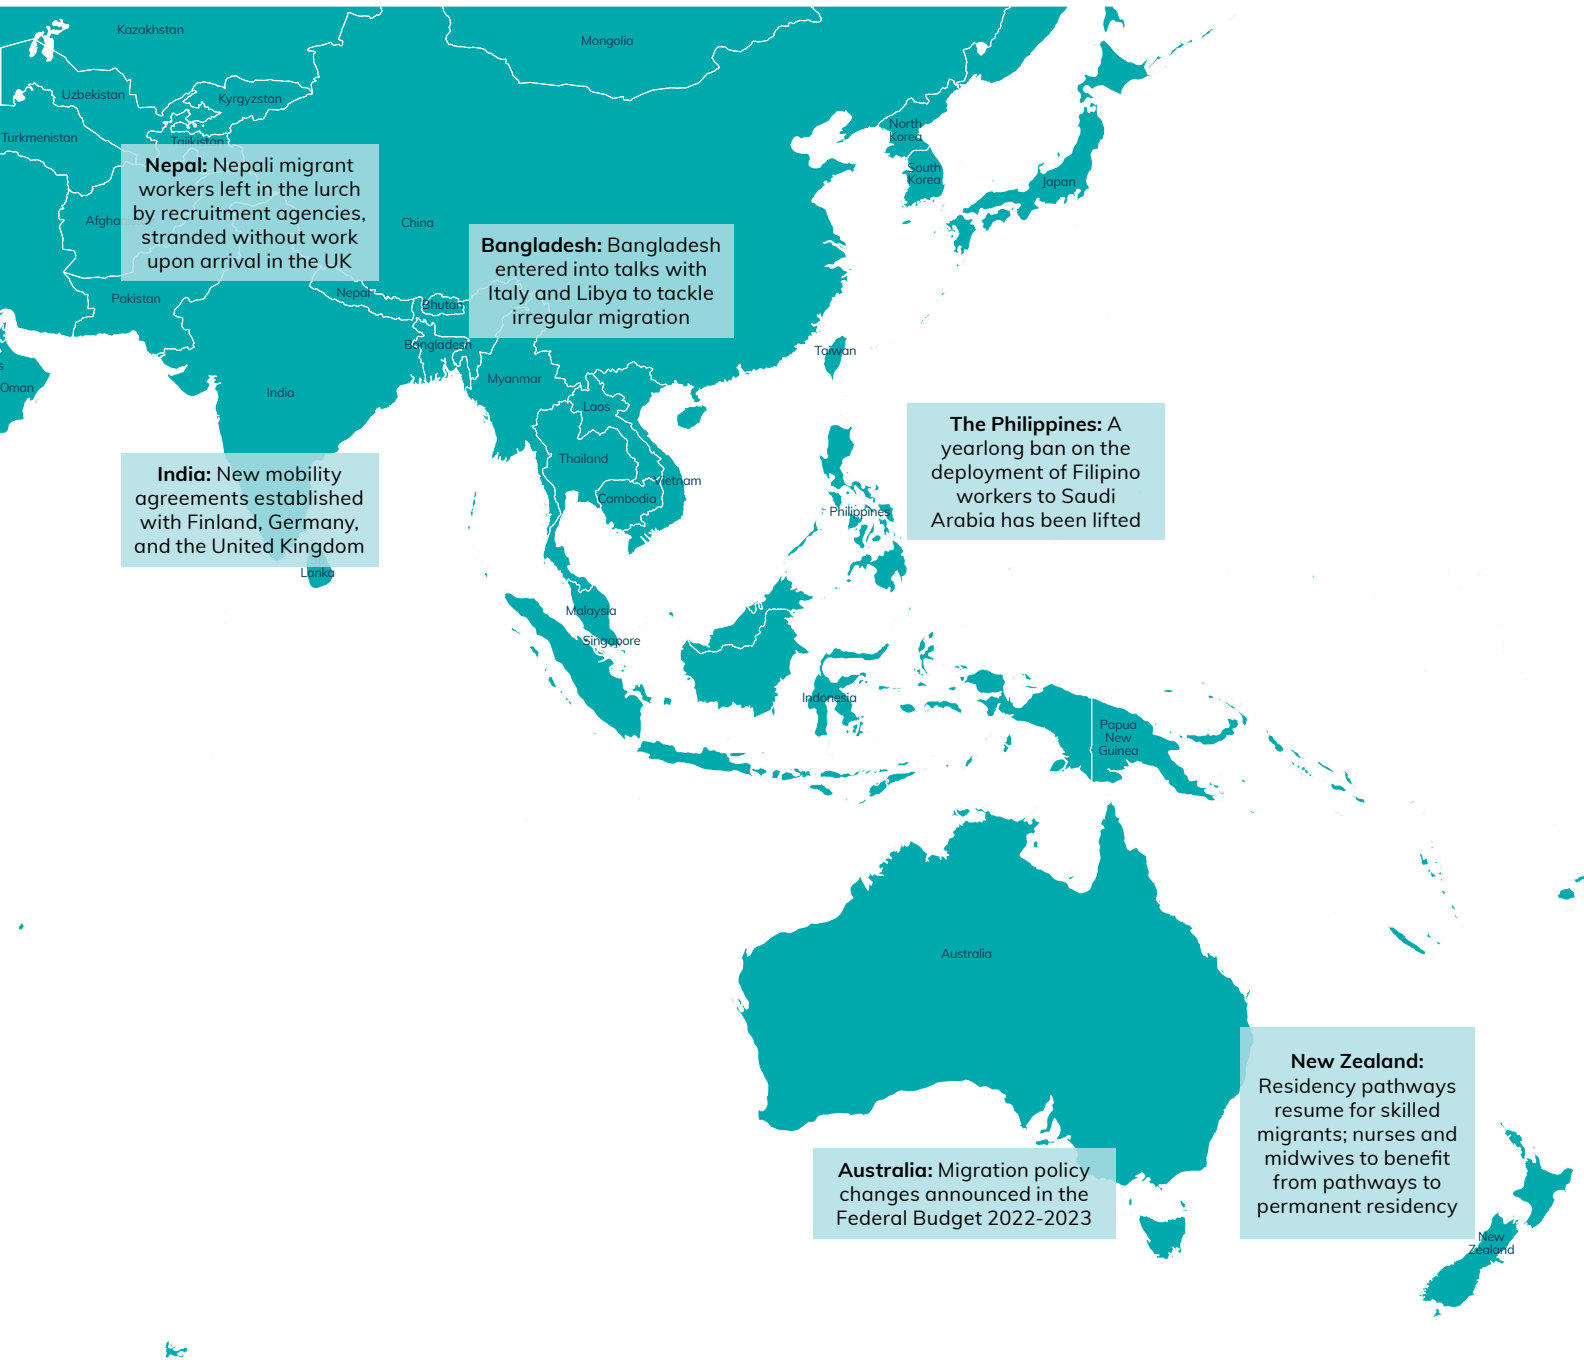 Kazakhstan
Mongolia
Uzbekistan
Kyrgyzstan
Turkmenistan
Tajikistan
North
Korea
South
Korea
Japan
Nepal: Nepali migrant
workers left in the lurch
by recruitment agencies,
stranded without work
upon arrival in the UK
Afgha
China
Bangladesh: Bangladesh
entered into talks with
Italy and Libya to tackle
irregular migration
Pakistan
Nepal
Bhutan
Bangladesh
Taiwan
s
Oman
India
Myanmar
Laos
Thailand
Vietnam
Cambodia
The Philippines: A
yearlong ban on the
deployment of Filipino
workers to Saudi
Arabia has been lifted
Philippines
India: New mobility
agreements established
with Finland, Germany,
and the United Kingdom
Lanka
Malaysia
Singapore
Indonesia
Papua
New
Guinea
Australia
New Zealand:
Residency pathways
resume for skilled
migrants; nurses and
midwives to benefit
from pathways to
permanent residency
Australia: Migration policy
changes announced in the
Federal Budget 2022-2023
New
Zealand